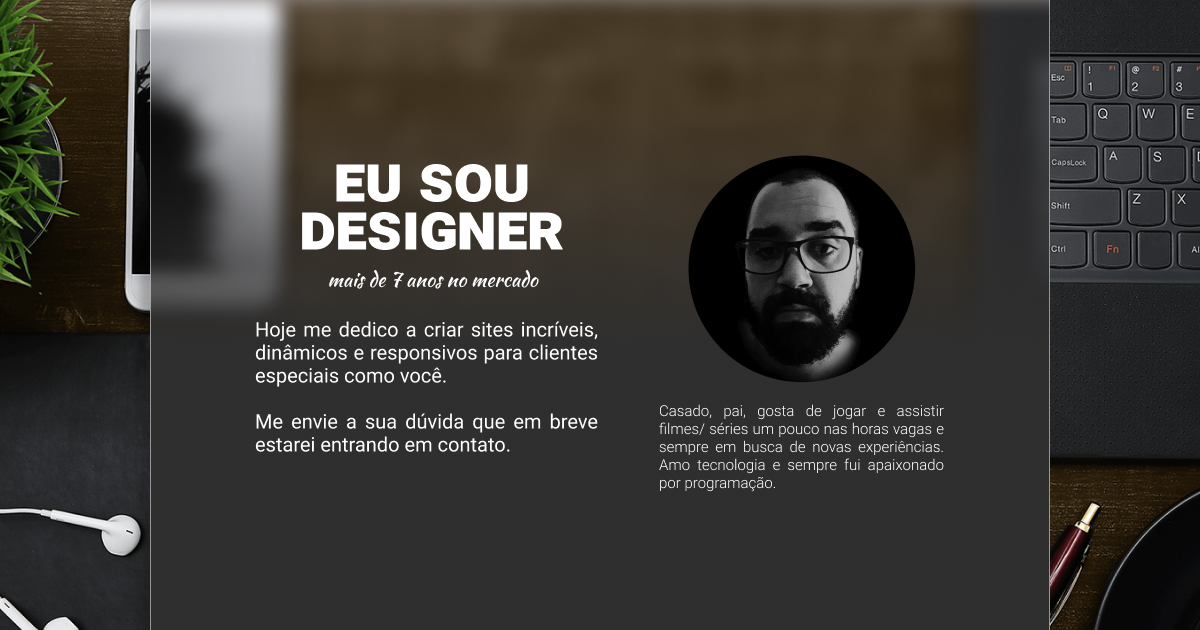 EU SOU
DESIGNER
mais de 7 anos no mercado
Hoje me dedico a criar sites incríveis,
dinâmicos e responsivos para clientes
especiais como você.
Me envie a sua dúvida que em breve
estarei entrando em contato.
Casado, pai, gosta de jogar e assistir
filmes/ séries um pouco nas horas vagas e
sempre em busca de novas experiências.
Amo tecnologia e sempre fui apaixonado
por programação.
Esc ! 1 F1 @ 2 F2 # 3
Tab Q W E
CapsLock A S
Shift Z X
Ctrl Fn